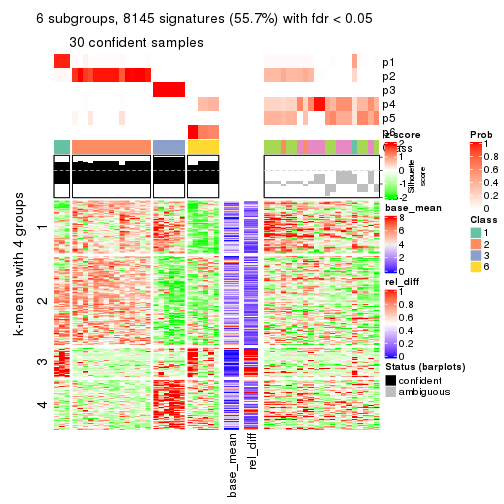 6 subgroups, 8145 signatures (55.7%) with fdr < 0.05
30 confident samples
p1
p2
p3
p4
p5
p6
Class
z-score
2
1
0
-1
-2
Silhouette
score
k-means with 4 groups
1
2
3
4
base_mean
rel_diff
base_mean
8
6
4
2
0
rel_diff
1
0.8
0.6
0.4
0.2
0
Status (barplots)
confident
ambiguous
Prob
1
0.8
0.6
0.4
0.2
0
Class
1
2
3
6